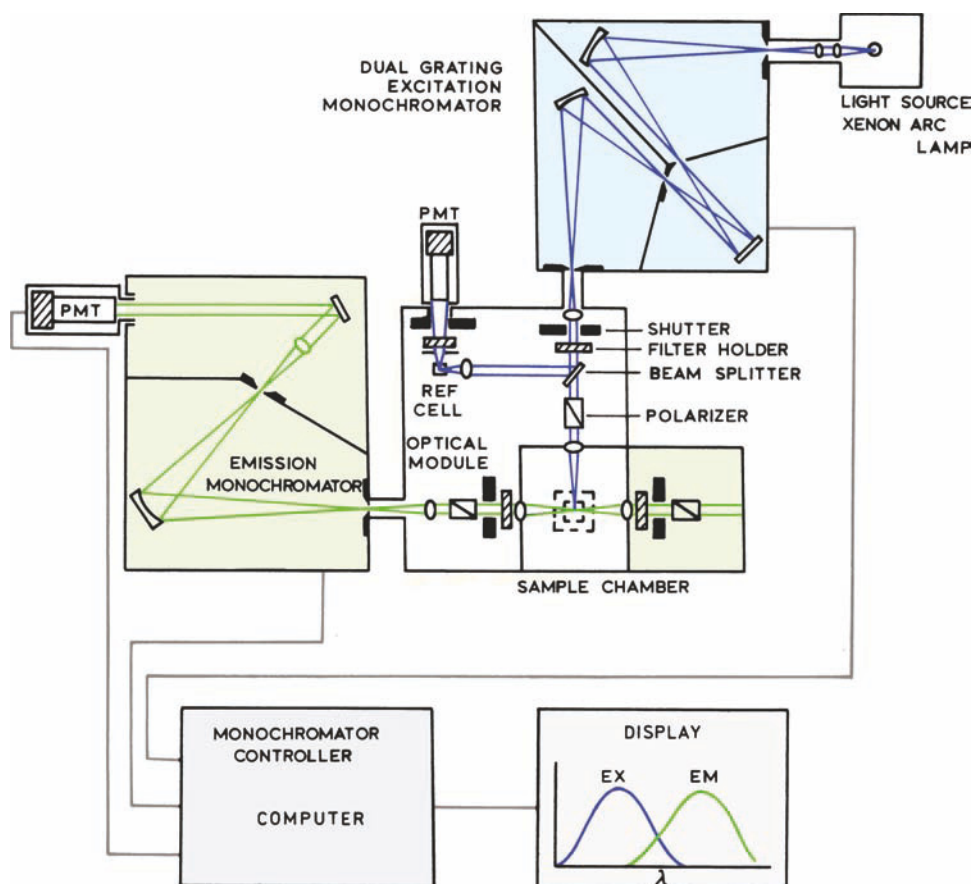 DUAL GRATING
EXCITATION
MONOCHROMATOR
LIGHT SOURCE
XENON ARC
LAMP
PMT
PMT
SHUTTER
FILTER HOLDER
BEAM SPLITTER
REF
CELL
POLARIZER
OPTICAL
MODULE
EMISSION
MONOCHROMATOR
SAMPLE CHAMBER
MONOCHROMATOR
CONTROLLER
COMPUTER
DISPLAY
EX EM
λ